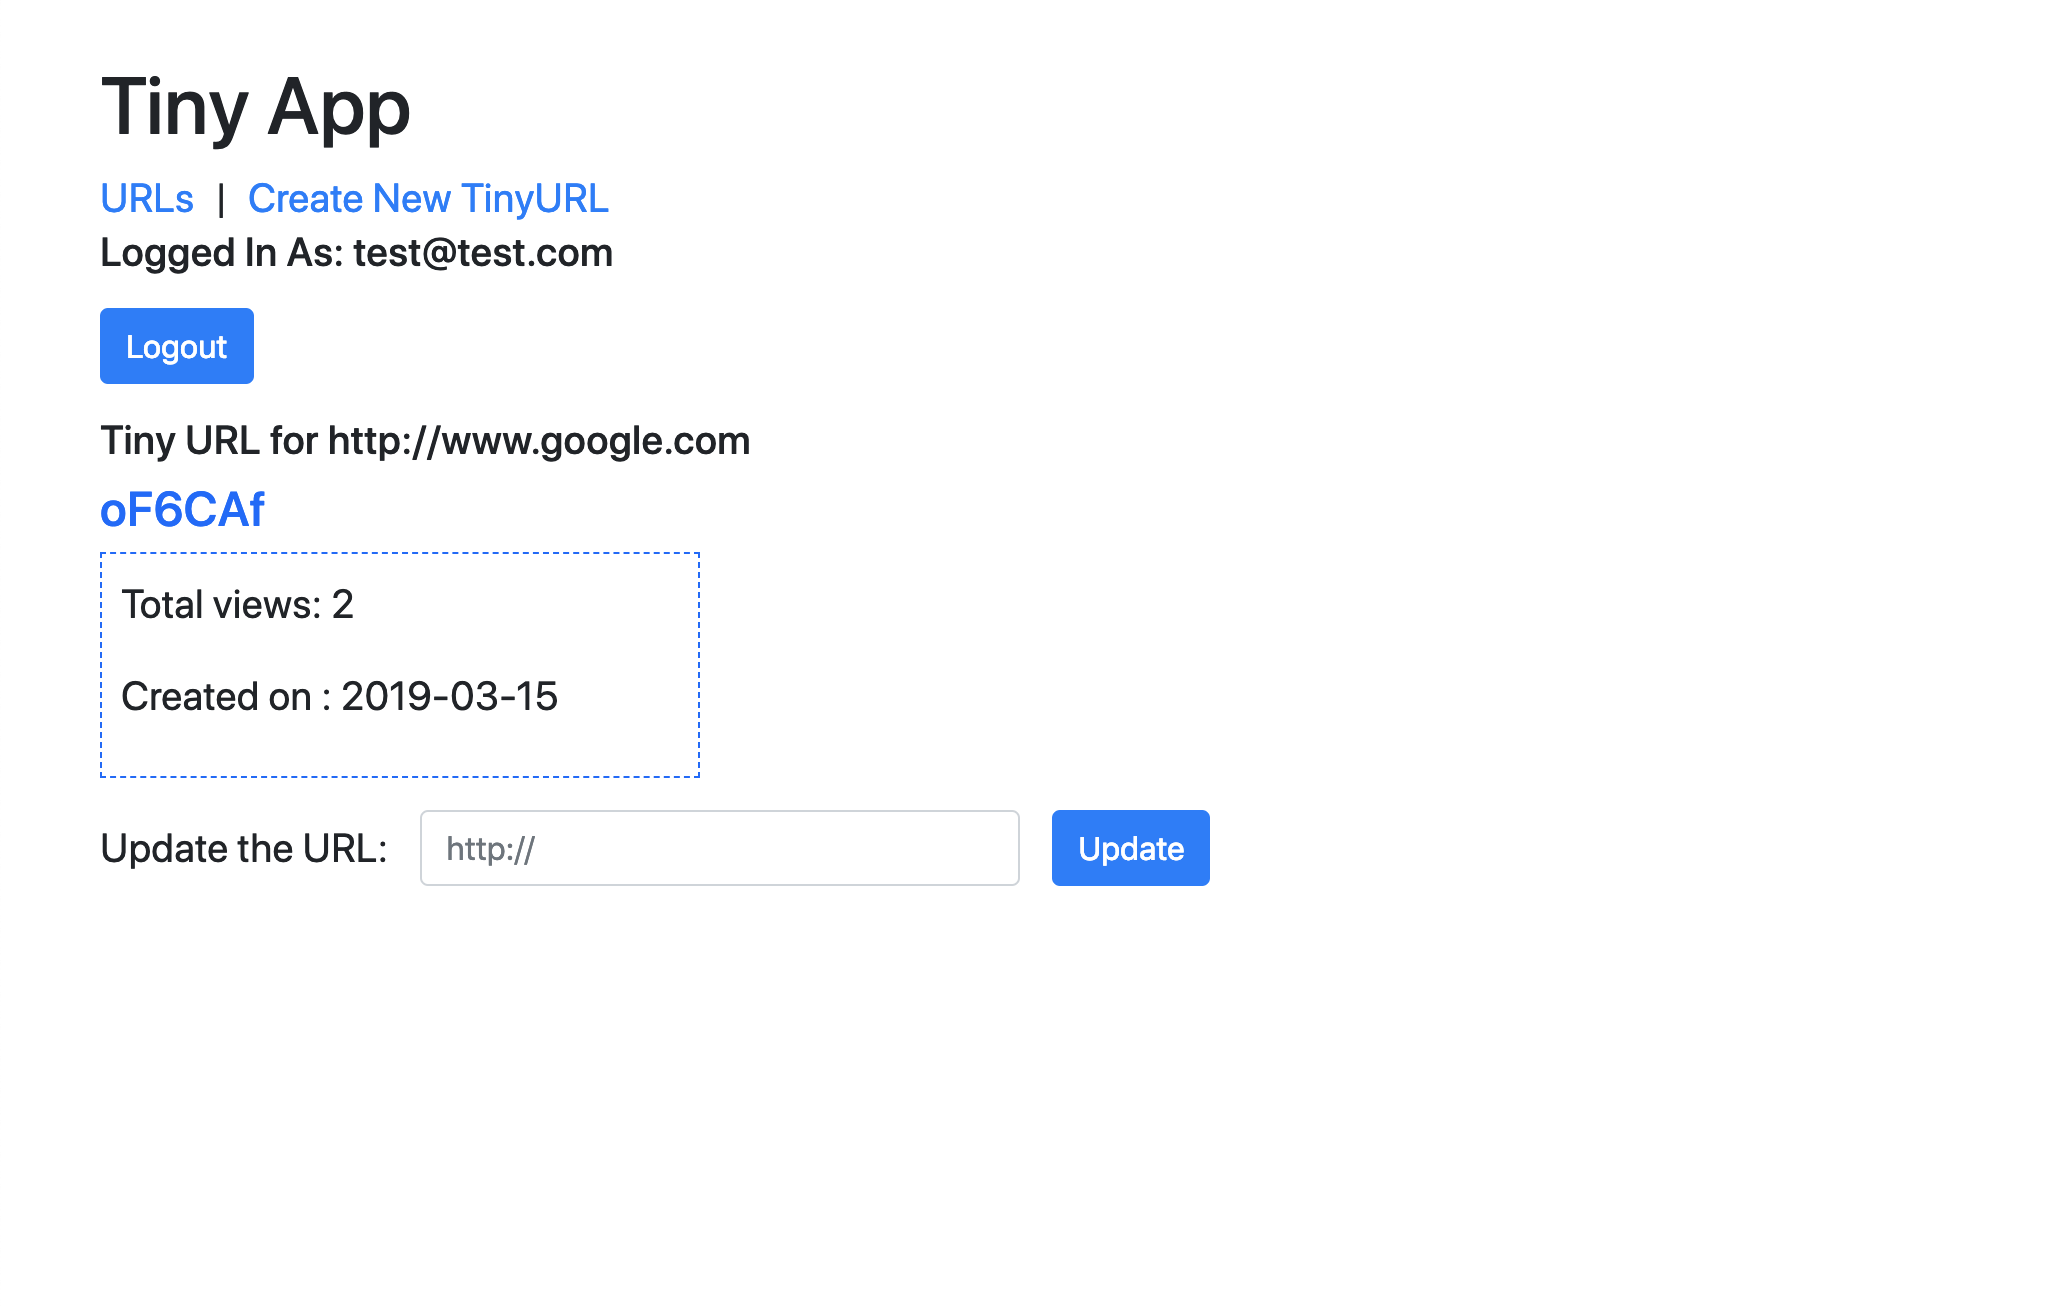 Tiny App
URLs | Create New TinyURL
Logged In As: test@test.com
Logout
Tiny URL for http://www.google.com
oF6CAf
Total views: 2
Created on : 2019-03-15
Update the URL: http:// Update